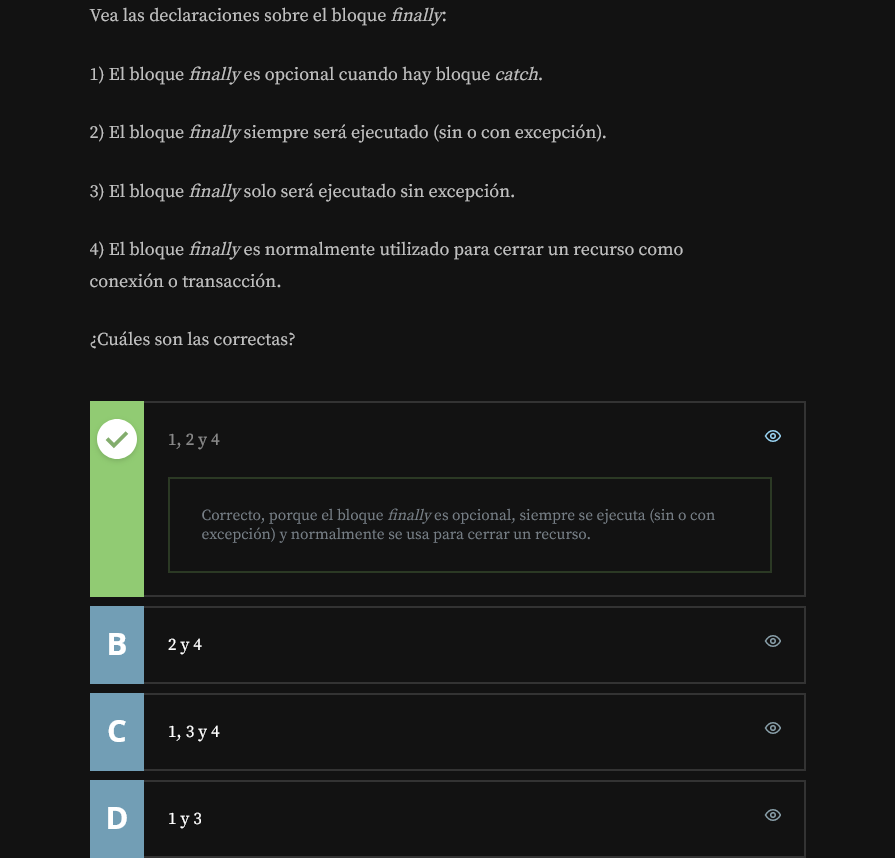 Vea las declaraciones sobre el bloque finally:
1) El bloque finally es opcional cuando hay bloque catch.
2) El bloque finally siempre será ejecutado (sin o con excepción).
3) El bloque finally solo será ejecutado sin excepción.
4) El bloque finally es normalmente utilizado para cerrar un recurso como
conexión o transacción.
¿Cuáles son las correctas?
1, 2 y 4
Correcto, porque el bloque finally es opcional, siempre se ejecuta (sin o con
excepción) y normalmente se usa para cerrar un recurso.
B
2 y 4
C
1, 3 y 4
D
1 y 3